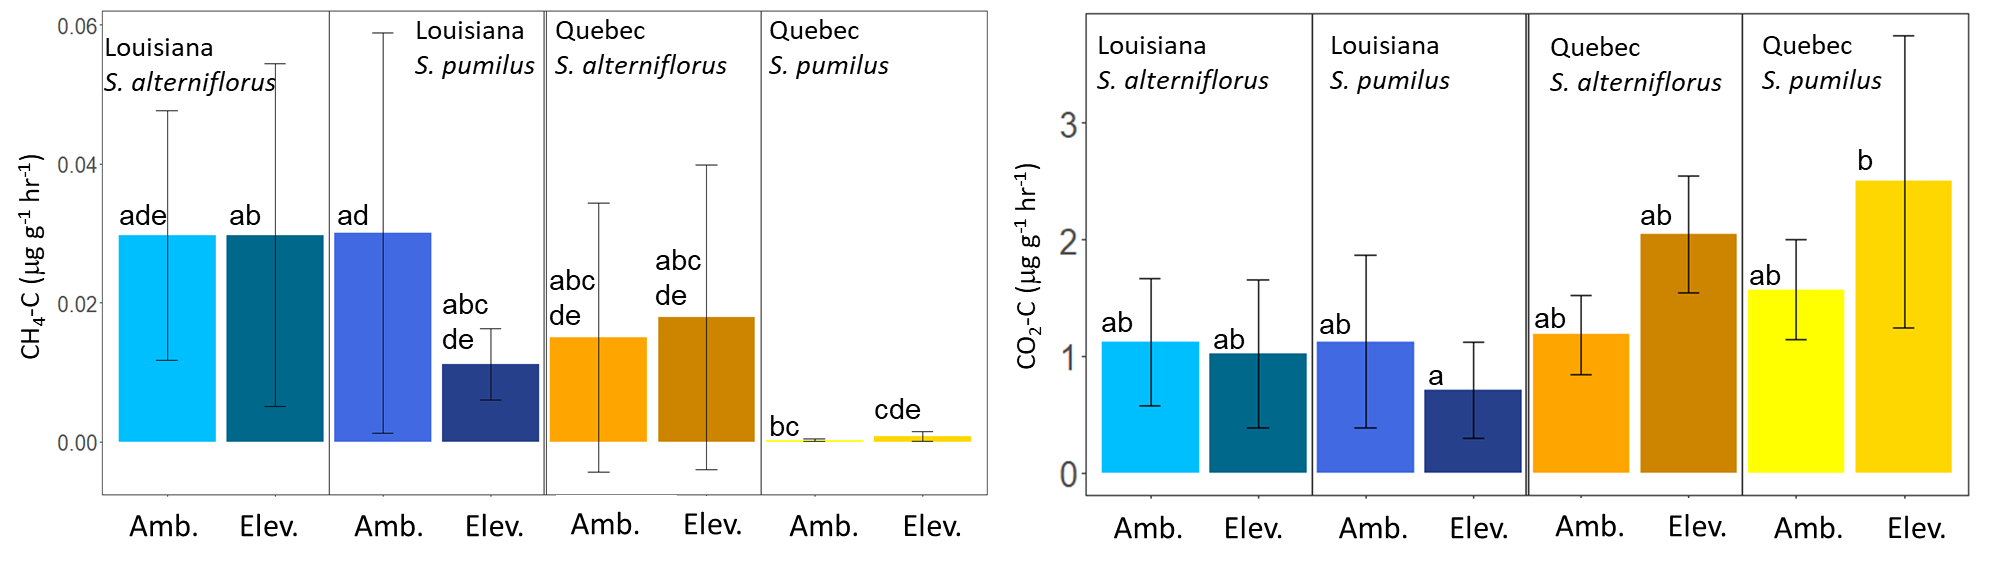 CH₄-C (µg g⁻¹ hr⁻¹)
0.06
0.04
0.02
0.00
Louisiana
S. alterniflorus
Louisiana
S. pumilus
Quebec
S. alterniflorus
Quebec
S. pumilus
ade
ab
ad
abc
de
abc
de
abc
de
bc
cde
Amb.
Elev.
Amb.
Elev.
Amb.
Elev.
Amb.
Elev.
CO₂-C (µg g⁻¹ hr⁻¹)
3
2
1
0
Louisiana
S. alterniflorus
Louisiana
S. pumilus
Quebec
S. alterniflorus
Quebec
S. pumilus
ab
ab
ab
a
ab
ab
ab
b
Amb.
Elev.
Amb.
Elev.
Amb.
Elev.
Amb.
Elev.